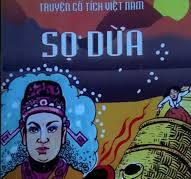 TRUYỆN CỔ TÍCH VIỆT NAM
SỌ DỪA